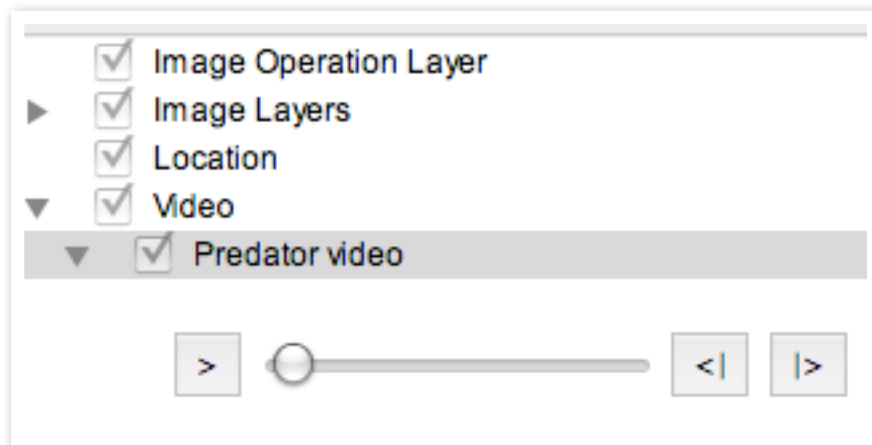 Image Operation Layer
Image Layers
Location
Video
Predator video
> <| |>